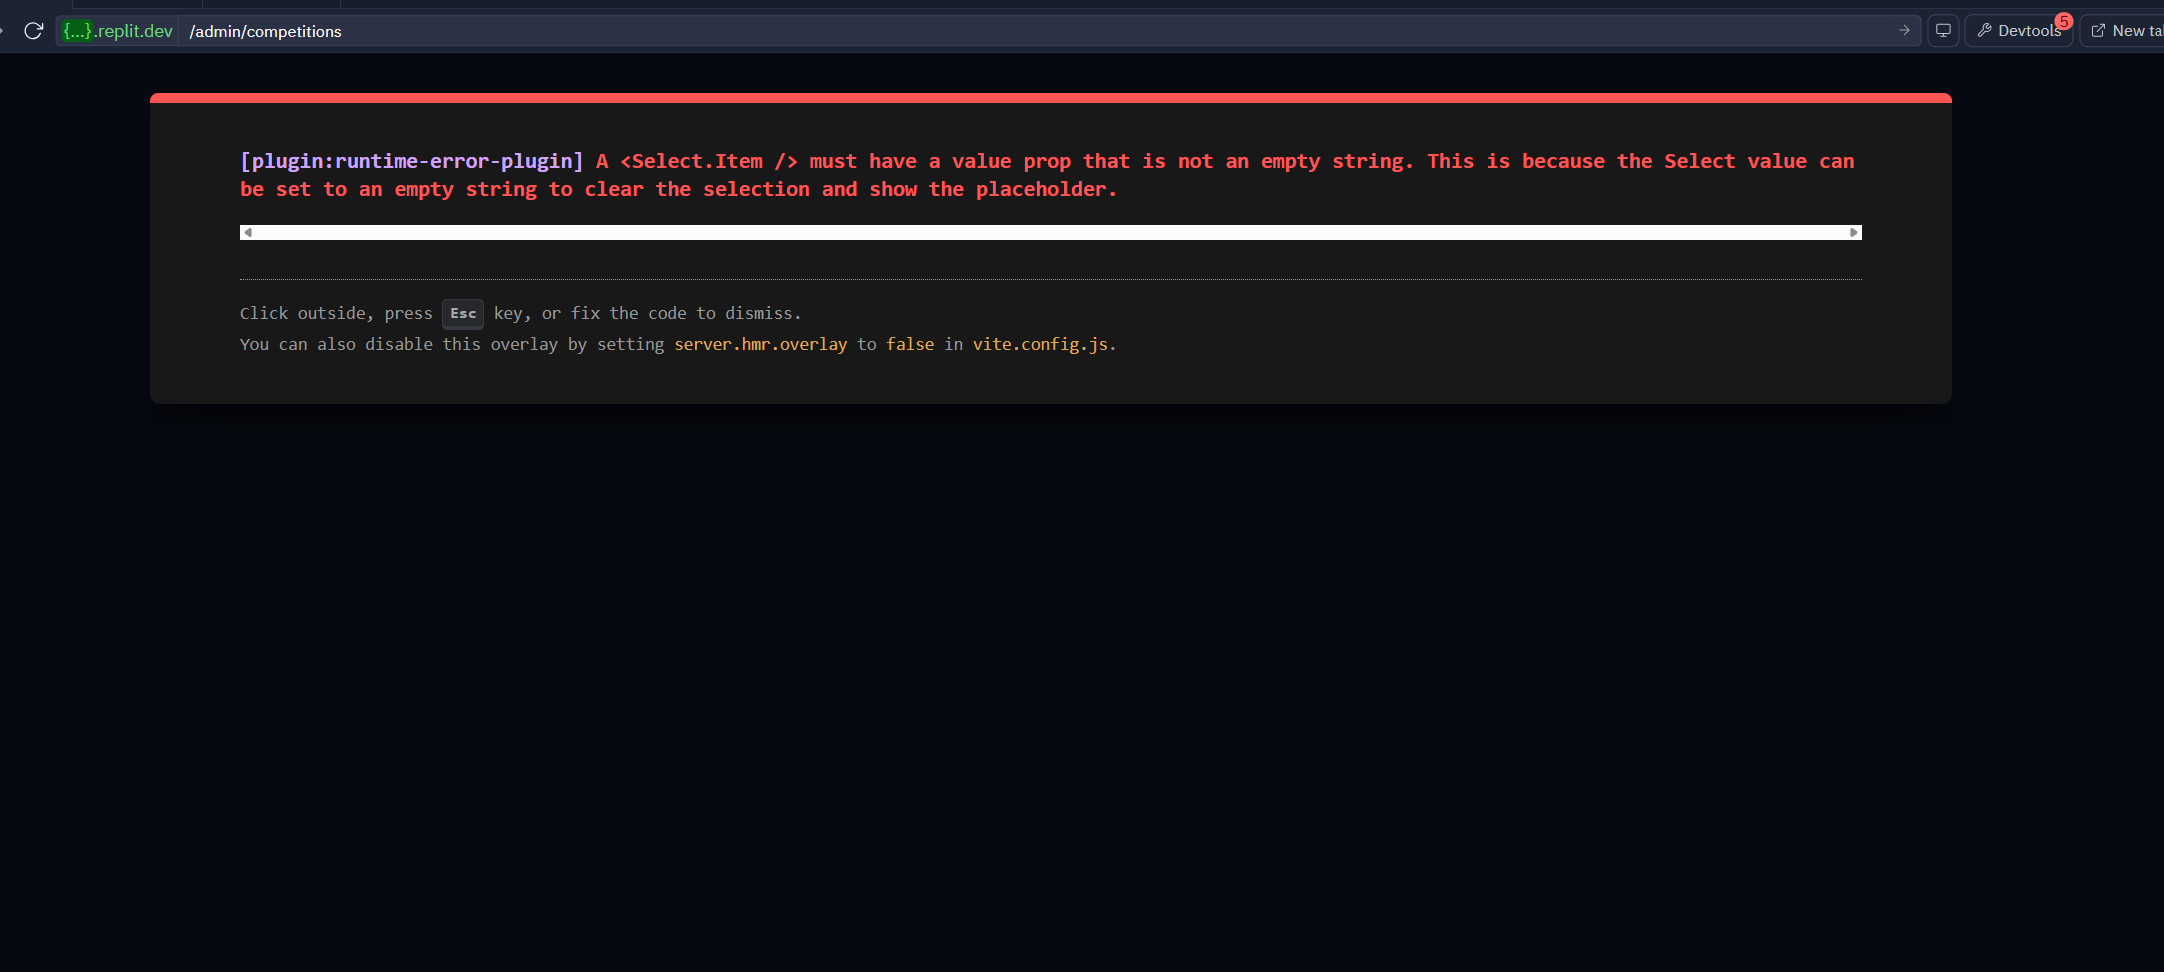 {...}.replit.dev /admin/competitions Devtools 5 New
[plugin:runtime-error-plugin] A <Select.Item /> must have a value prop that is not an empty string. This is because the Select value can
be set to an empty string to clear the selection and show the placeholder.
Click outside, press Esc key, or fix the code to dismiss.
You can also disable this overlay by setting server.hmr.overlay to false in vite.config.js.